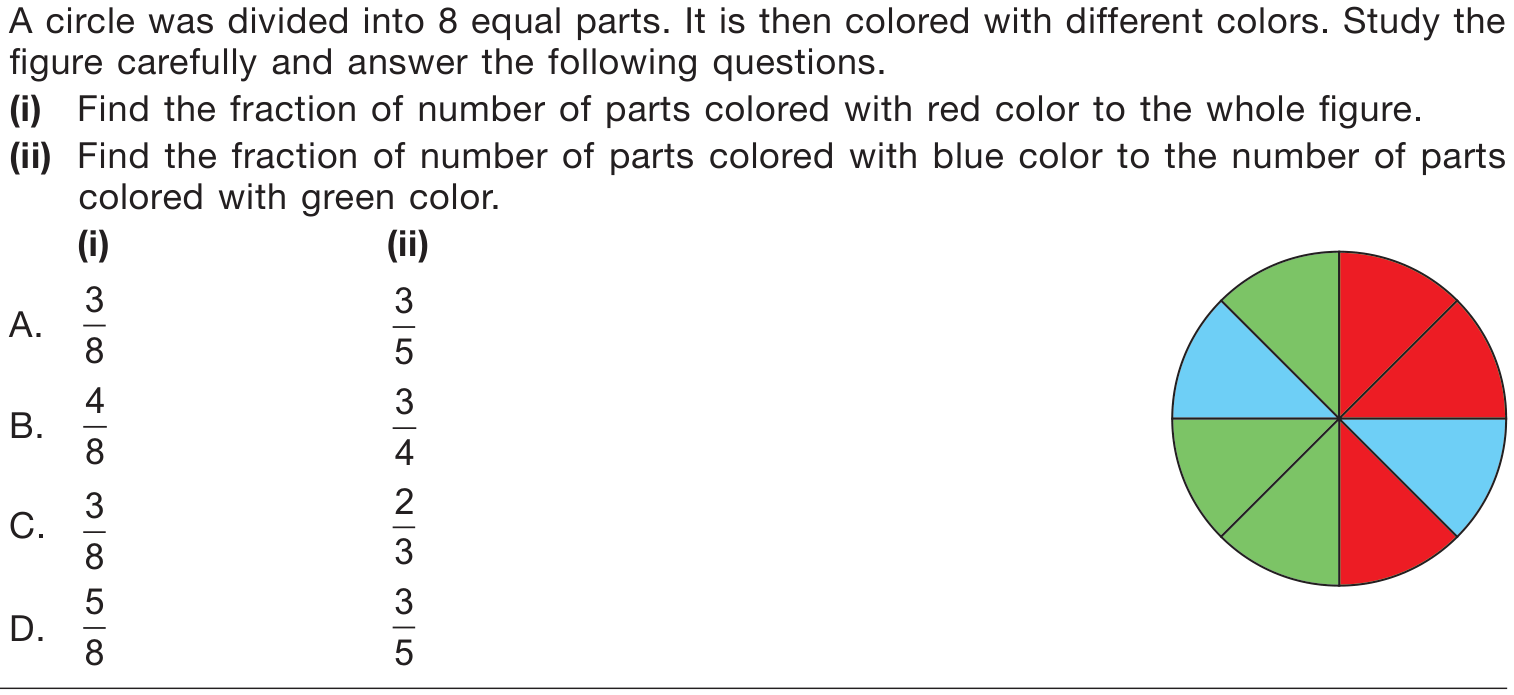 A circle was divided into 8 equal parts. It is then colored with different colors. Study the
figure carefully and answer the following questions.
(i) Find the fraction of number of parts colored with red color to the whole figure.
(ii) Find the fraction of number of parts colored with blue color to the number of parts
colored with green color.
(i) (ii)
A. 3/8 3/5
B. 4/8 3/4
C. 3/8 2/3
D. 5/8 3/5